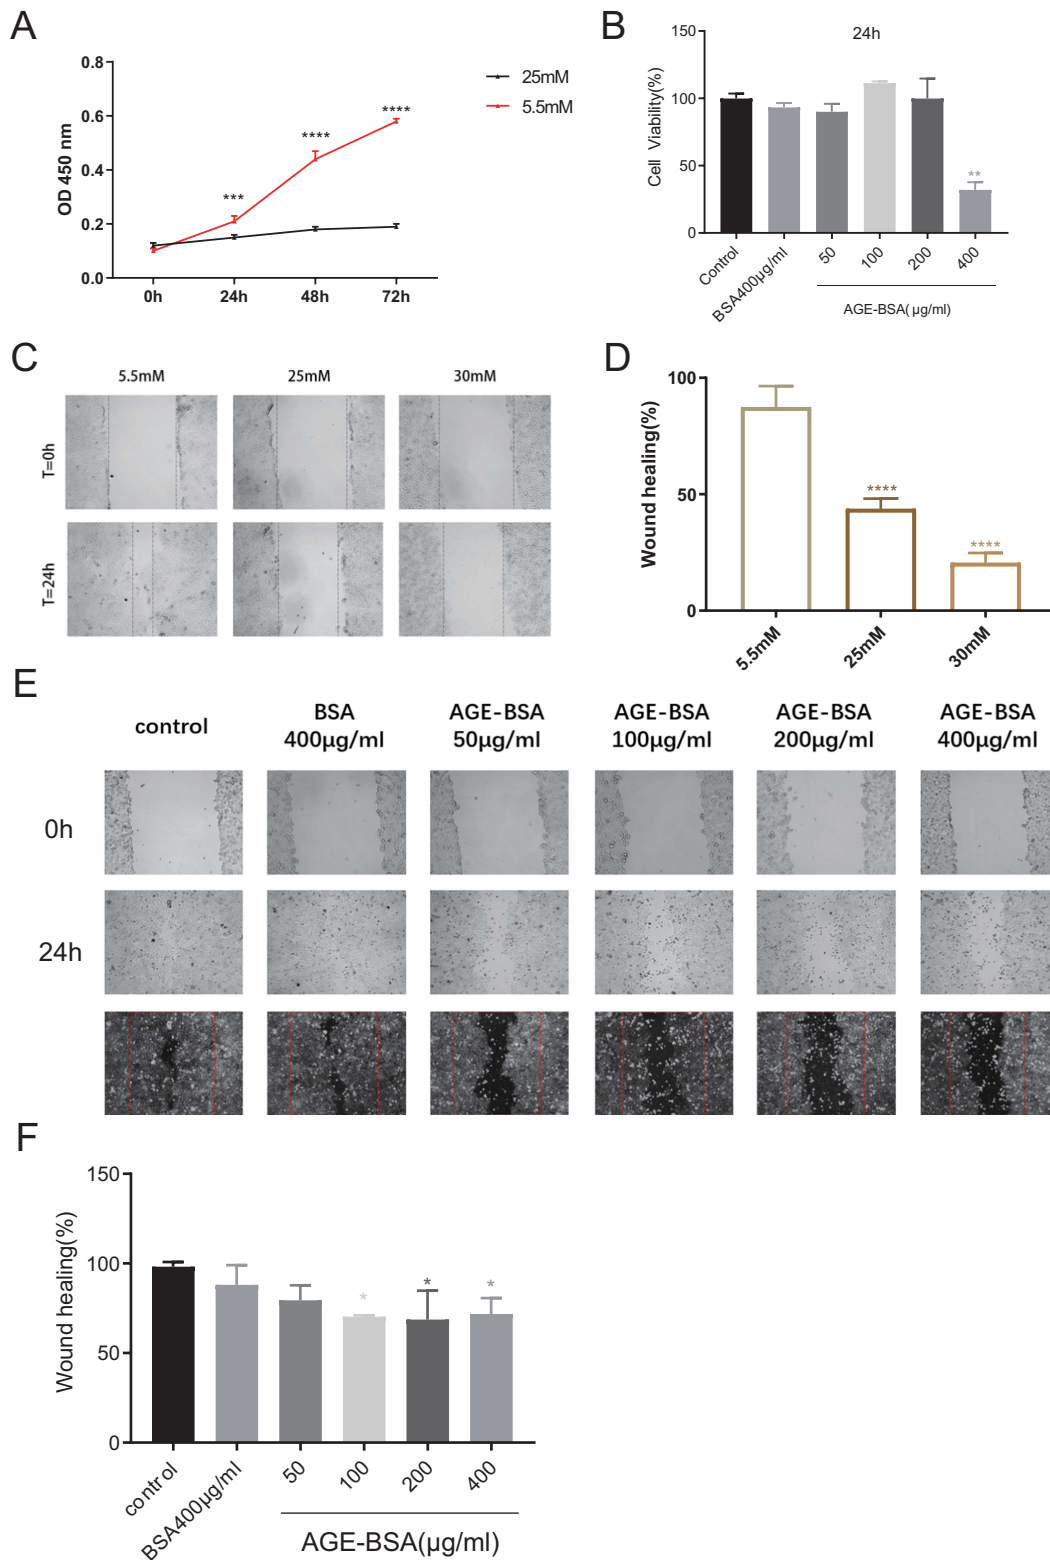 A
0.8
0.6
0.4
0.2
0.0
OD 450 nm
***
****
****
0h
24h
48h
72h
25mM
5.5mM
B
24h
150
100
50
0
Cell Viability(%)
**
Control
BSA400μg/ml
50
100
200
400
AGE-BSA(μg/ml)
C
5.5mM
25mM
30mM
T=0h
T=24h
D
100
50
0
Wound healing(%)
****
****
5.5mM
25mM
30mM
E
control
BSA
400μg/ml
AGE-BSA
50μg/ml
AGE-BSA
100μg/ml
AGE-BSA
200μg/ml
AGE-BSA
400μg/ml
0h
24h
F
150
100
50
0
Wound healing(%)
*
*
*
control
BSA400μg/ml
50
100
200
400
AGE-BSA(μg/ml)